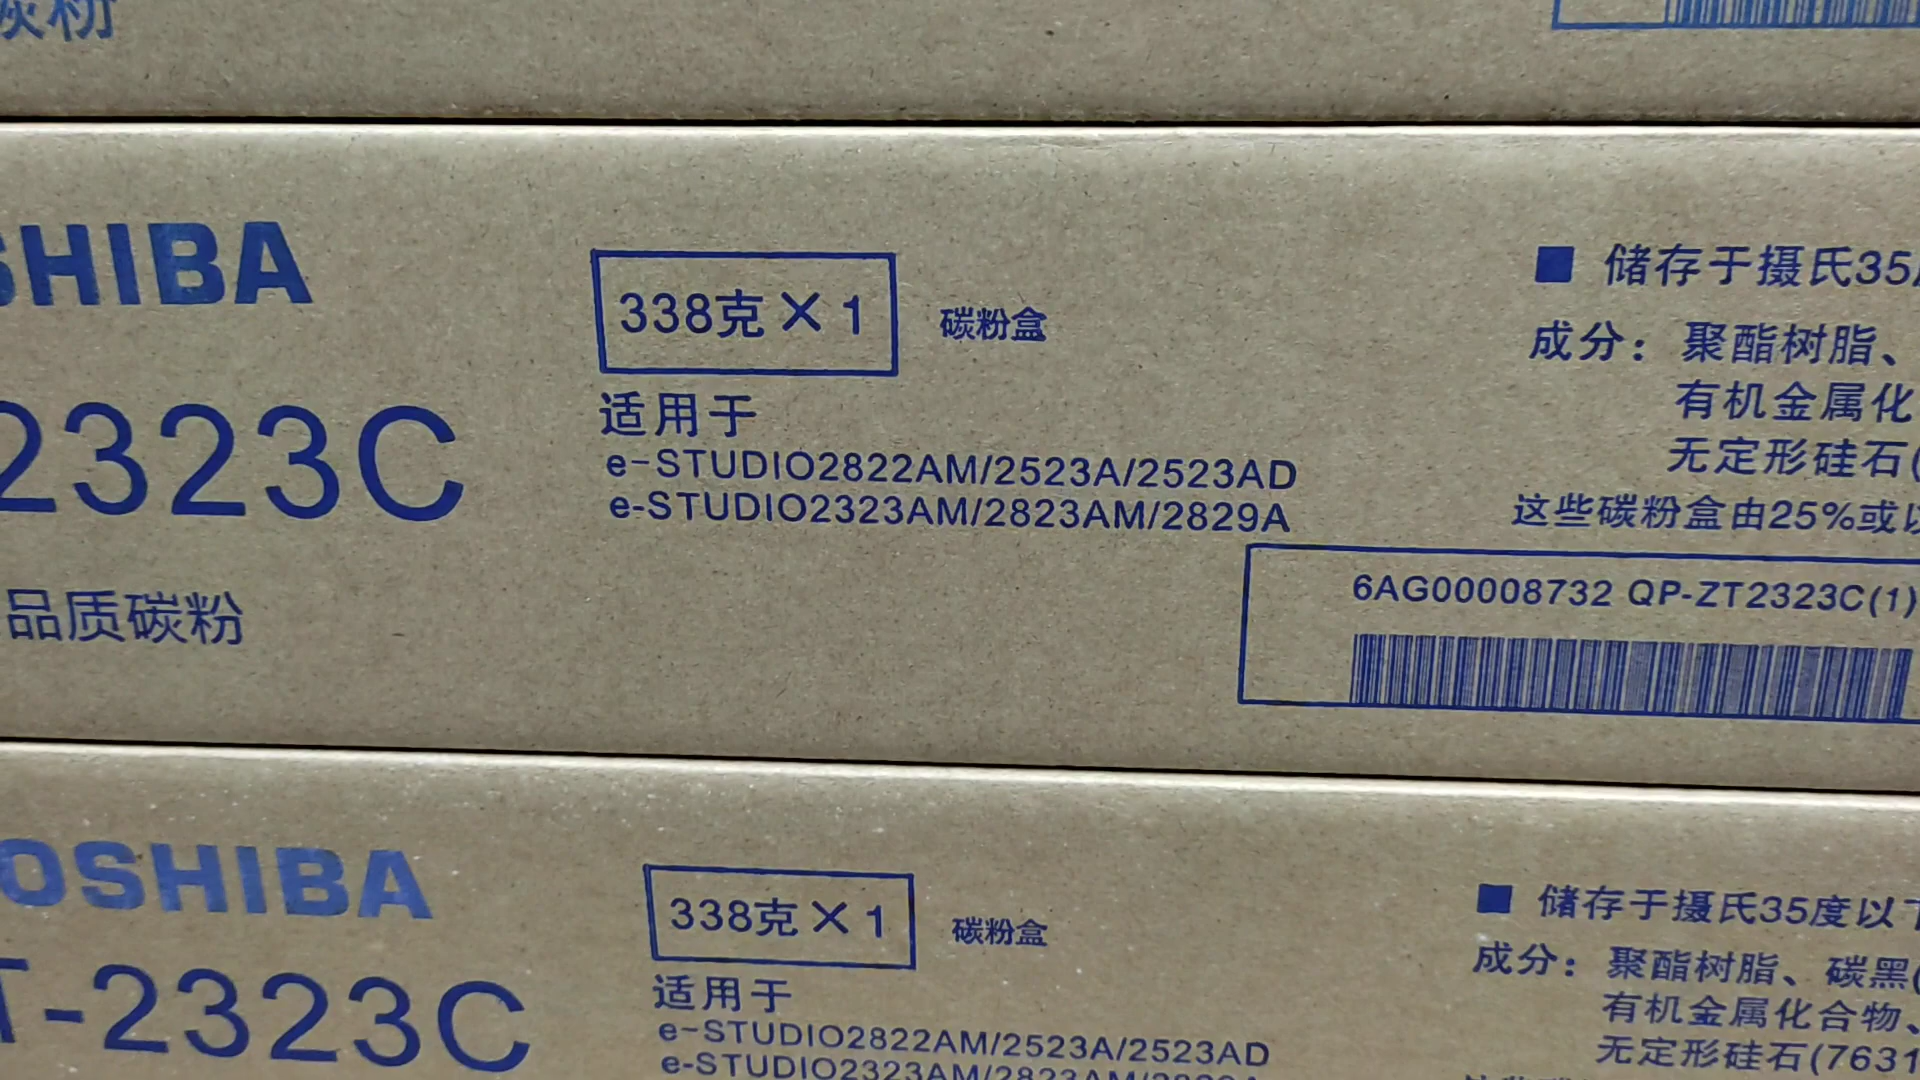 碳粉
SHIBA
338克×1 碳粉盒
■ 储存于摄氏35
2323C
适用于
e-STUDIO2822AM/2523A/2523AD
e-STUDIO2323AM/2823AM/2829A
成分：聚酯树脂、
有机金属化
无定形硅石(
这些碳粉盒由25%或以
品质碳粉
6AG00008732 QP-ZT2323C(1)
OSHIBA
338克×1 碳粉盒
■ 储存于摄氏35度以下
T-2323C
适用于
e-STUDIO2822AM/2523A/2523AD
e-STUDIO2323AM/2823AM/2829A
成分：聚酯树脂、碳黑(
有机金属化合物、
无定形硅石(7631